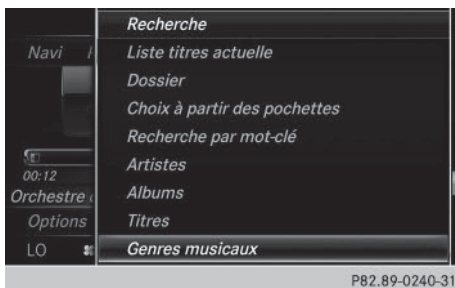 Recherche
Navi
Liste titres actuelle
Dossier
Choix à partir des pochettes
Recherche par mot-clé
Artistes
00:12
Albums
Orchestre
Options
Titres
LO
Genres musicaux
P82.89-0240-31